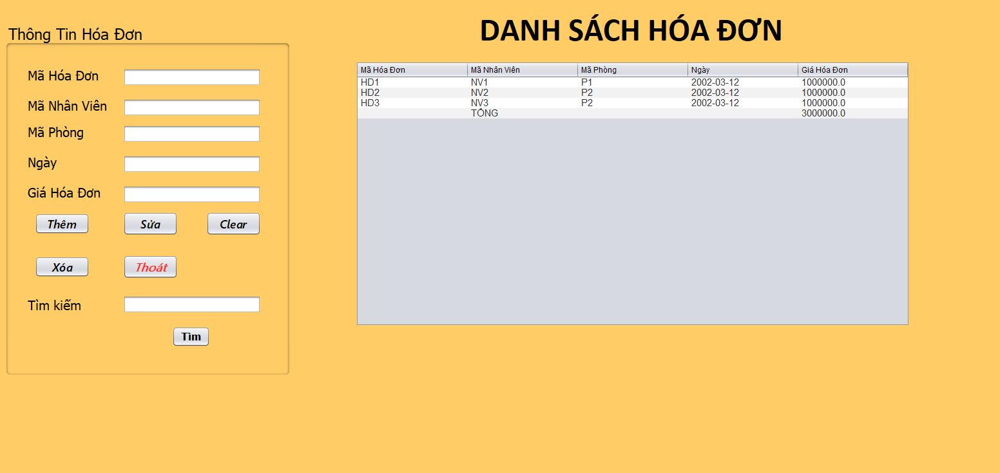 Thông Tin Hóa Đơn
Mã Hóa Đơn
Mã Nhân Viên
Mã Phòng
Ngày
Giá Hóa Đơn
Thêm Sửa Clear
Xóa Thoát
Tìm kiếm
Tìm
DANH SÁCH HÓA ĐƠN
Mã Hóa Đơn Mã Nhân Viên Mã Phòng Ngày Giá Hóa Đơn
HD1 NV1 P1 2002-03-12 1000000.0
HD2 NV2 P2 2002-03-12 1000000.0
HD3 NV3 P2 2002-03-12 1000000.0
TỔNG 3000000.0